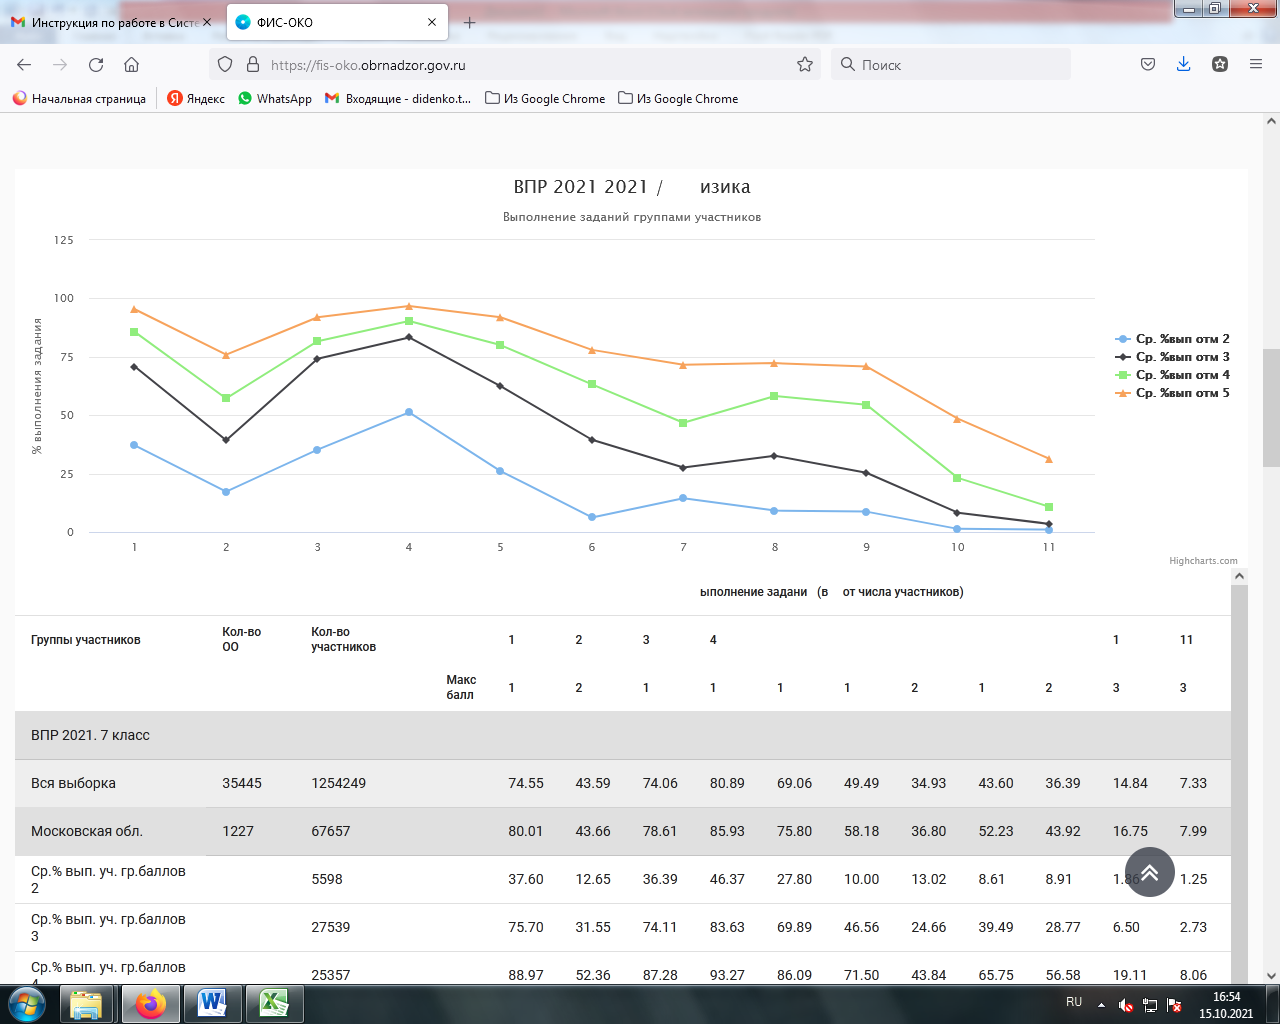 Инструкция по работе в Систе
ФИС-ОКО
https://fis-oko.obrnadzor.gov.ru
Поиск
Начальная страница
Яндекс
WhatsApp
Входящие - didenko.t...
Из Google Chrome
Из Google Chrome
ВПР 2021 2021 / изика
Выполнение заданий группами участников
% выполнения задания
125
100
75
50
25
0
1 2 3 4 5 6 7 8 9 10 11
Ср. %вып отм 2
Ср. %вып отм 3
Ср. %вып отм 4
Ср. %вып отм 5
Highcharts.com
ыполнение задани (в от числа участников)
Группы участников Кол-во ОО Кол-во участников 1 2 3 4 1 11
Макс балл 1 2 1 1 1 1 2 1 2 3 3
ВПР 2021. 7 класс
Вся выборка 35445 1254249 74.55 43.59 74.06 80.89 69.06 49.49 34.93 43.60 36.39 14.84 7.33
Московская обл. 1227 67657 80.01 43.66 78.61 85.93 75.80 58.18 36.80 52.23 43.92 16.75 7.99
Ср.% вып. уч. гр.баллов 2 5598 37.60 12.65 36.39 46.37 27.80 10.00 13.02 8.61 8.91 1.86 1.25
Ср.% вып. уч. гр.баллов 3 27539 75.70 31.55 74.11 83.63 69.89 46.56 24.66 39.49 28.77 6.50 2.73
Ср.% вып. уч. гр.баллов 4 25357 88.97 52.36 87.28 93.27 86.09 71.50 43.84 65.75 56.58 19.11 8.06
RU
16:54
15.10.2021